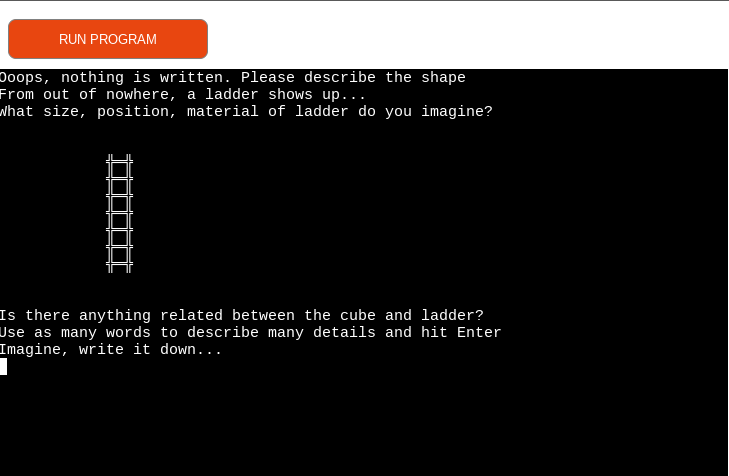 RUN PROGRAM
Ooops, nothing is written. Please describe the shape
From out of nowhere, a ladder shows up...
What size, position, material of ladder do you imagine?
Is there anything related between the cube and ladder?
Use as many words to describe many details and hit Enter
Imagine, write it down...